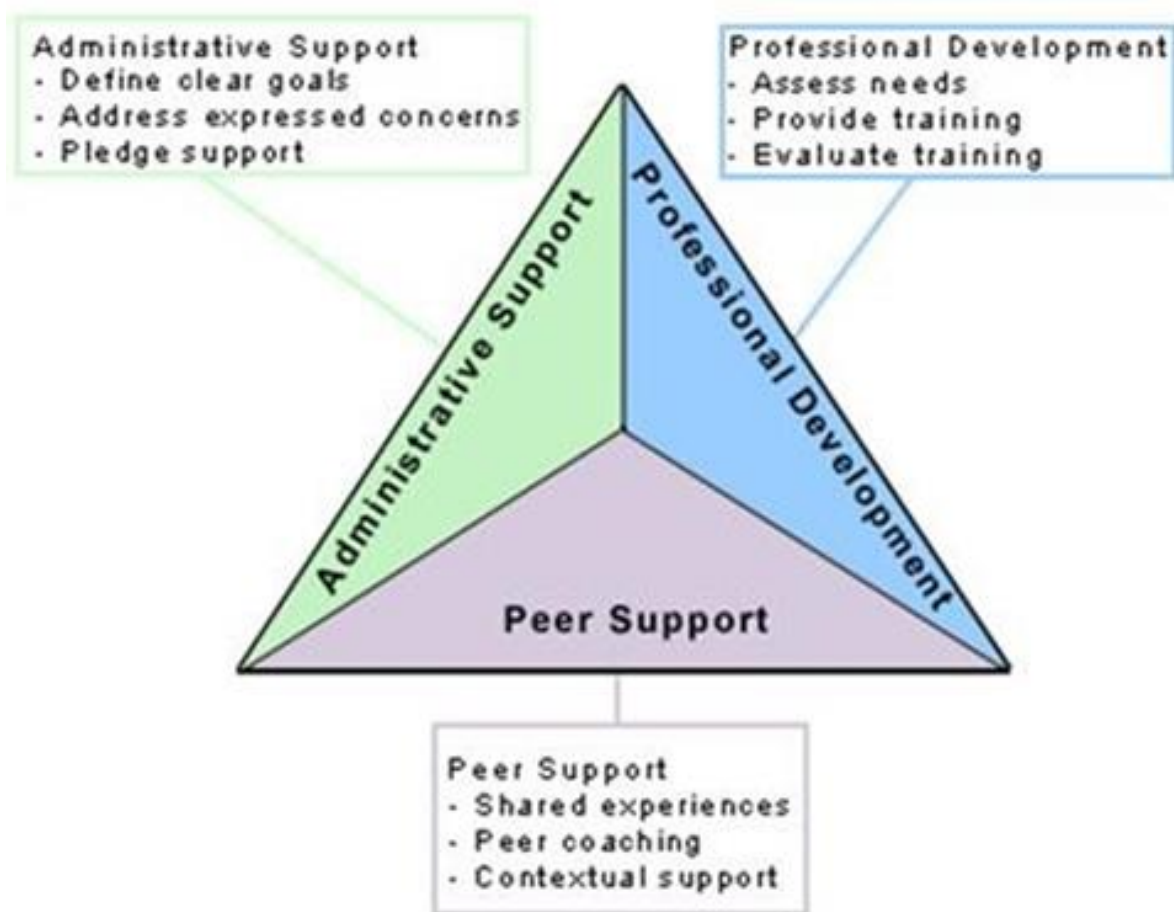 Administrative Support
- Define clear goals
- Address expressed concerns
- Pledge support
Professional Development
- Assess needs
- Provide training
- Evaluate training
Administrative Support
Professional Development
Peer Support
Peer Support
- Shared experiences
- Peer coaching
- Contextual support